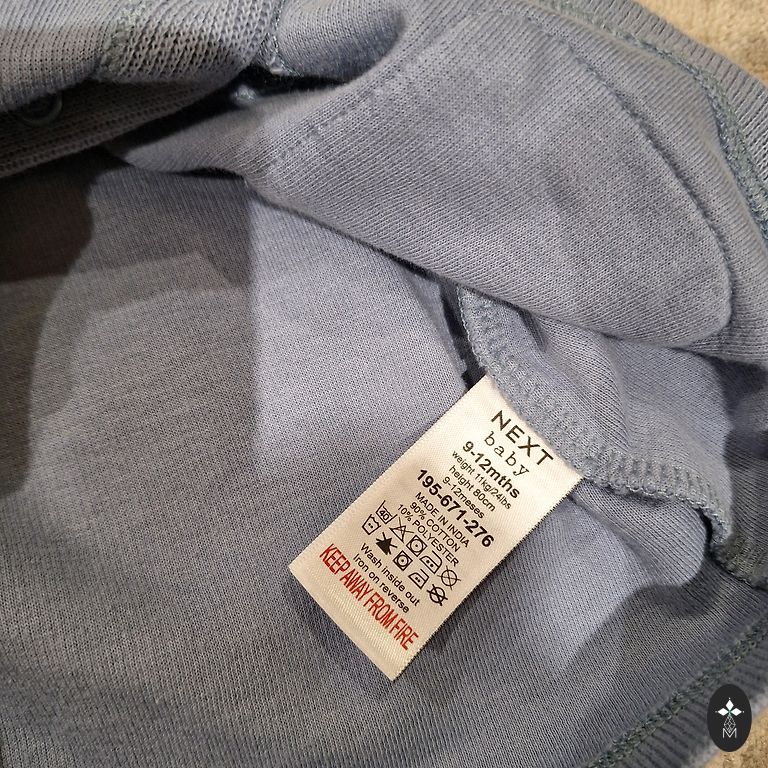 NEXT
baby
9-12mths
weight 11kg/24lbs
height 80cm
9-12meses
195-671-276
MADE IN INDIA
90% COTTON
10% POLYESTER
40
Wash inside out
Iron on reverse
KEEP AWAY FROM FIRE
M